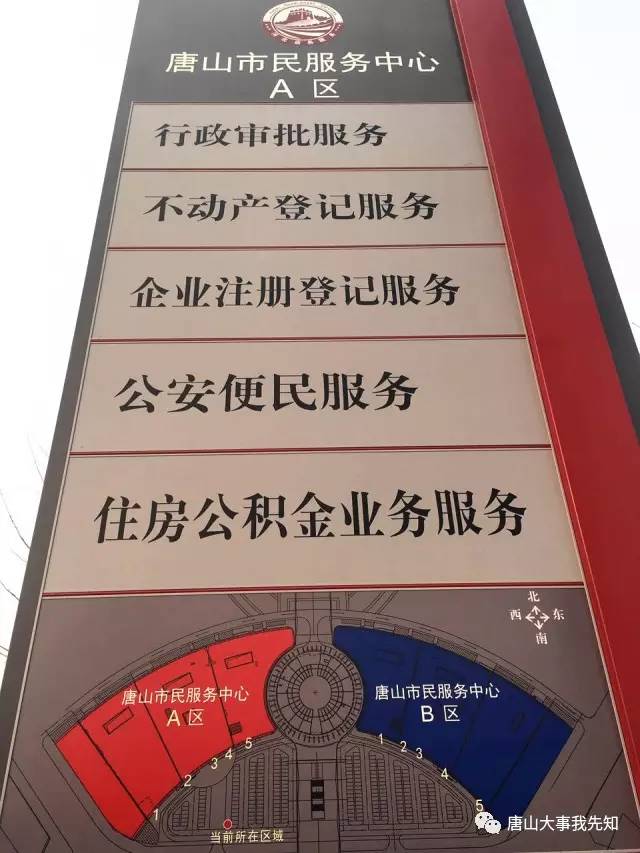 唐山市民服务中心
A 区
行政审批服务
不动产登记服务
企业注册登记服务
公安便民服务
住房公积金业务服务
北
西 东
南
唐山市民服务中心
A 区
唐山市民服务中心
B 区
1 2 3 4 5
1 2 3 4 5
当前所在区域
唐山大事我先知